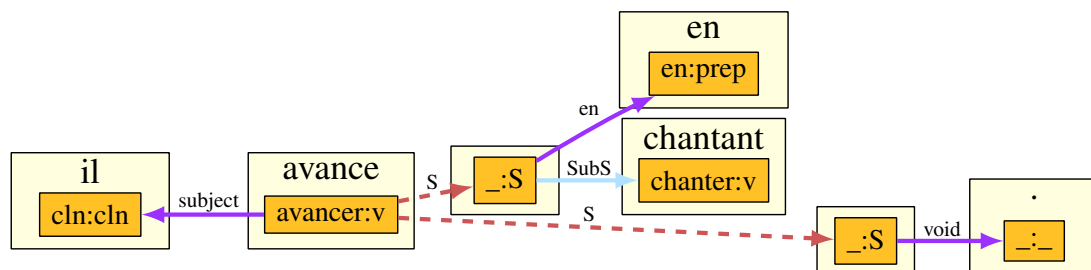 en
en:prep
en
chantant
SubS
chanter:v
il
cln:cln
subject
avance
avancer:v
S
_:S
S
_:S
void
.
_:_